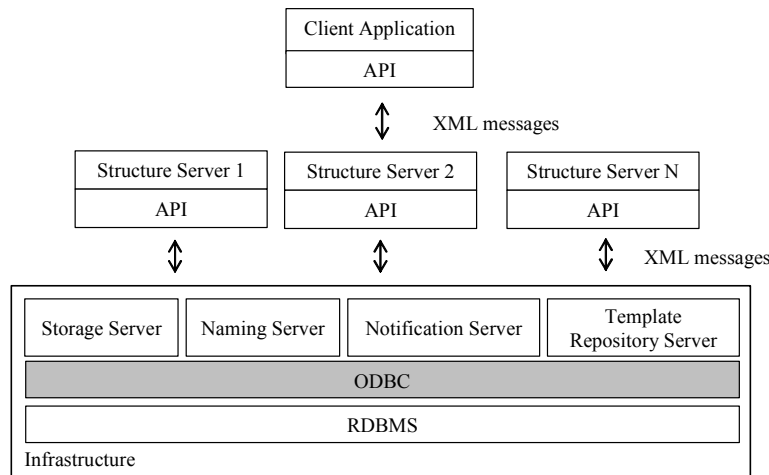 Client Application
API
XML messages
Structure Server 1
Structure Server 2
Structure Server N
API
API
API
XML messages
Storage Server
Naming Server
Notification Server
Template
Repository Server
ODBC
RDBMS
Infrastructure